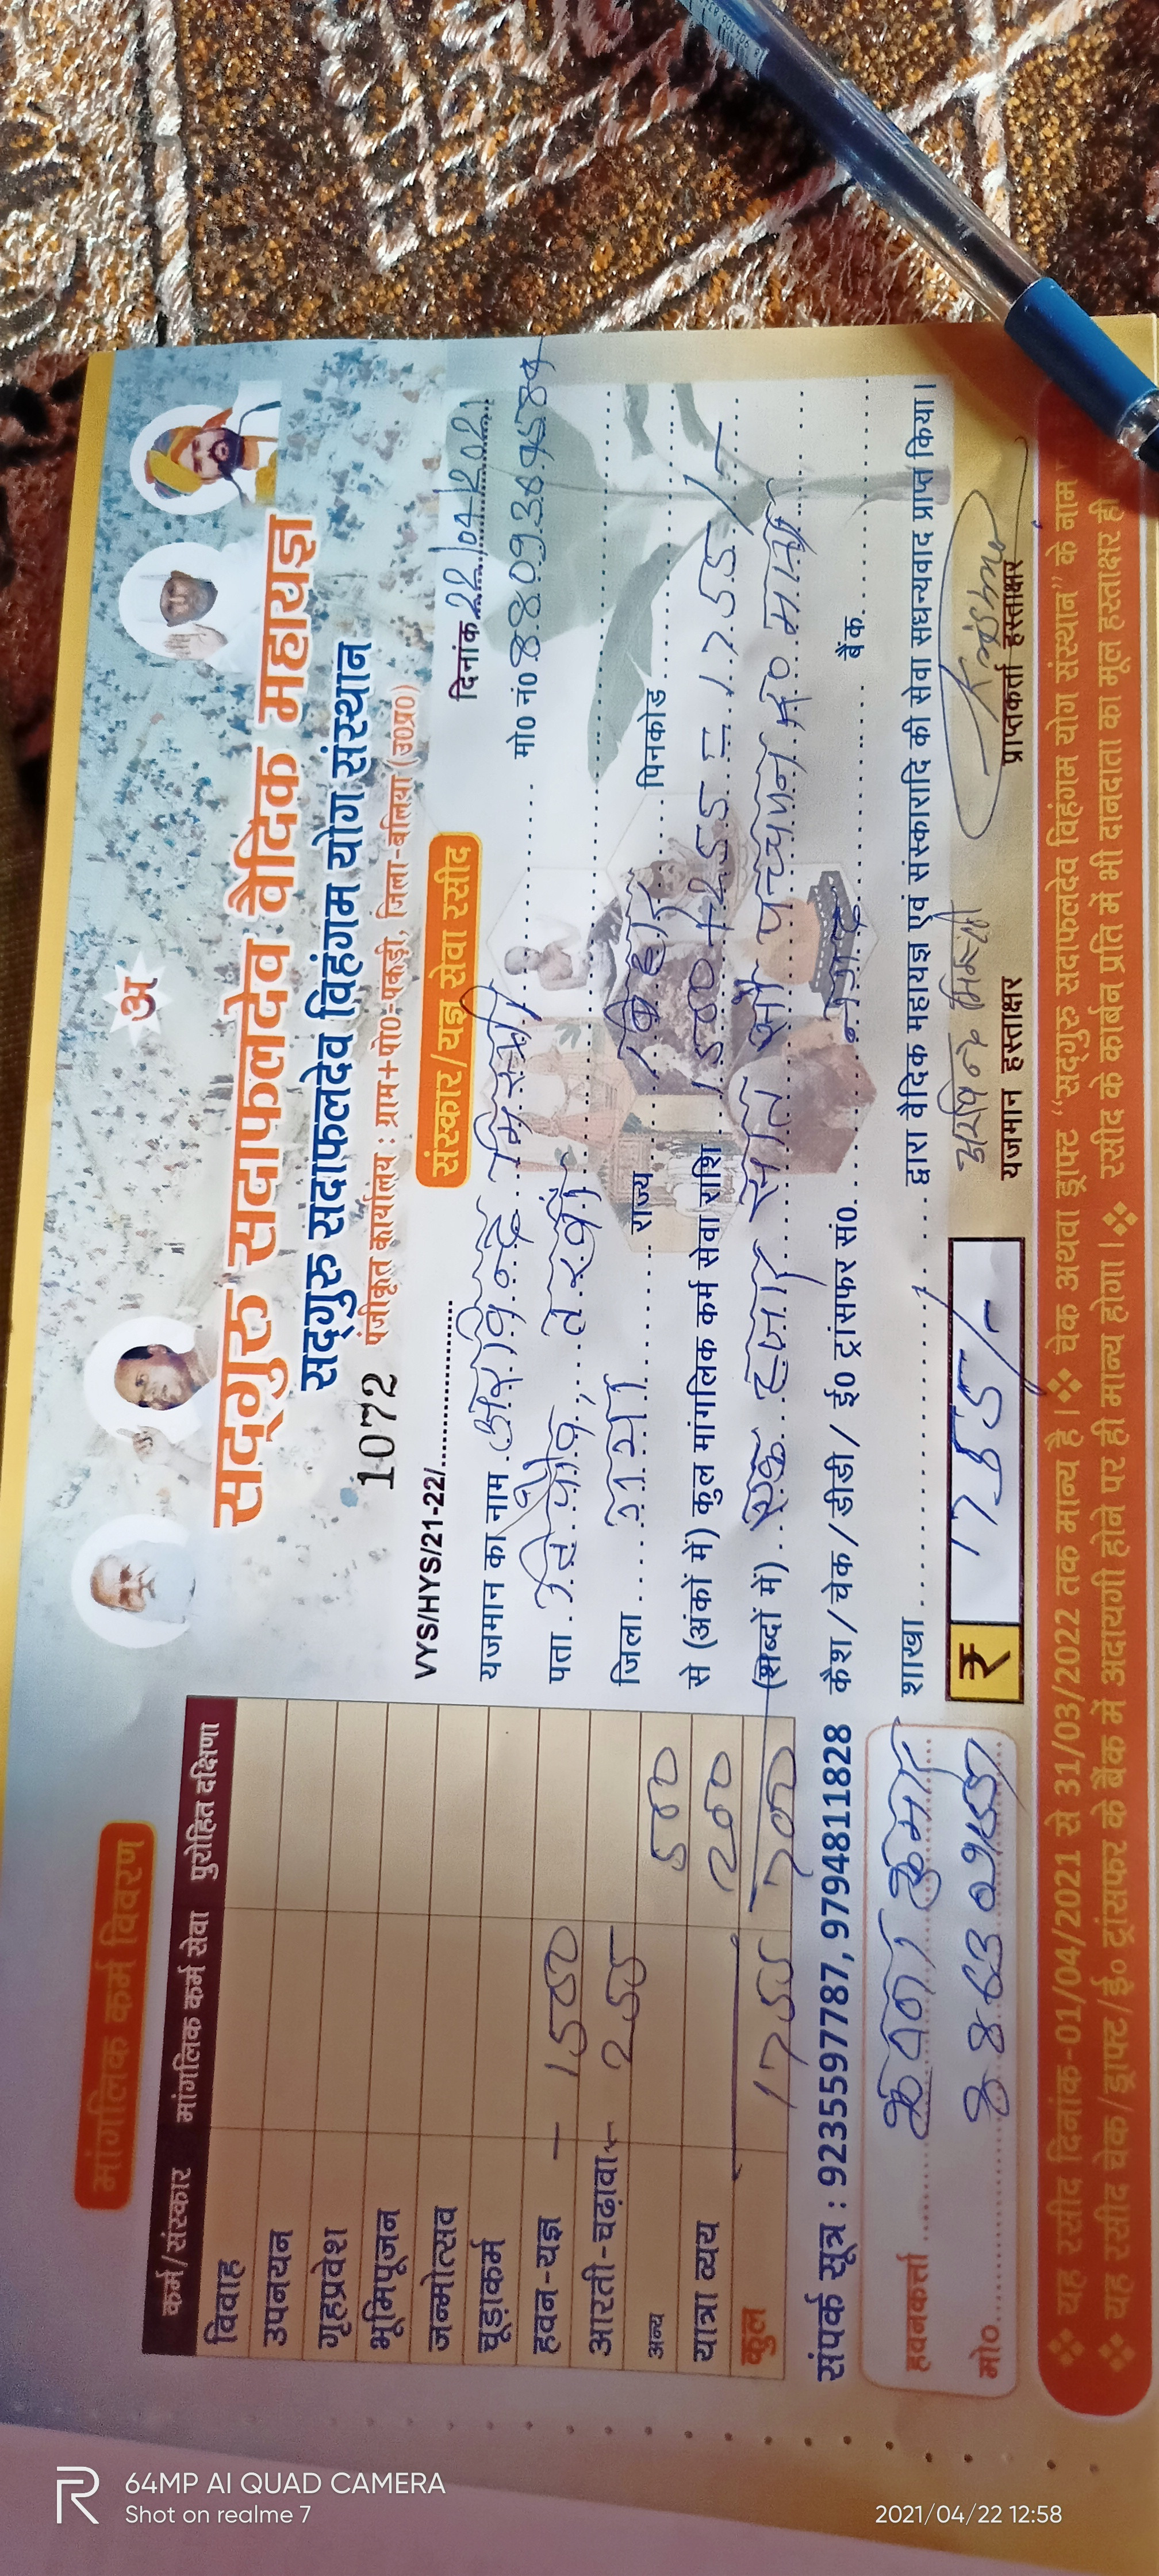 अ
सद्गुरु सदाफलदेव वैदिक महायज्ञ
सद्गुरु सदाफलदेव विहंगम योग संस्थान
1072 पंजीकृत कार्यालय : ग्राम+पो0-पकड़ी, जिला-बलिया (उ0प्र0)
संस्कार/यज्ञ सेवा रसीद
VYS/HYS/21-22/ दिनांक 22/04/2021
यजमान का नाम अरविन्द मिस्त्री मो0 नं0
पता
जिला गया राज्य बिहार पिनकोड
से (अंकों में) कुल मांगलिक कर्म सेवा राशि 1500+255 = 1755/-
(शब्दों में) एक हजार सात सौ पच्चपन रू0 मात्र
कैश / चेक / डीडी / ई0 ट्रांसफर सं0 नगद बैंक
शाखा द्वारा वैदिक महायज्ञ एवं संस्कारादि की सेवा सधन्यवाद प्राप्त किया।
₹ 1755/-
यजमान हस्ताक्षर
प्राप्तकर्ता हस्ताक्षर
मांगलिक कर्म विवरण
कर्म/संस्कार मांगलिक कर्म सेवा पुरोहित दक्षिणा
विवाह
उपनयन
गृहप्रवेश
भूमिपूजन
जन्मोत्सव
चूड़ाकर्म
हवन-यज्ञ — 1500
आरती-चढ़ावा - 255
अन्य 500
यात्रा व्यय 200
कुल 1755 700
संपर्क सूत्र : 9235597787, 9794811828
हवनकर्त्ता कुमार
मो०
❖ यह रसीद दिनांक-01/04/2021 से 31/03/2022 तक मान्य है। ❖ चेक अथवा ड्राफ्ट "सद्गुरु सदाफलदेव विहंगम योग संस्थान" के नाम
❖ यह रसीद चेक/ड्राफ्ट/ई० ट्रांसफर के बैंक में अदायगी होने पर ही मान्य होगा। ❖ रसीद के कार्बन प्रति में भी दानदाता का मूल हस्ताक्षर ही
R
64MP AI QUAD CAMERA
Shot on realme 7
2021/04/22 12:58